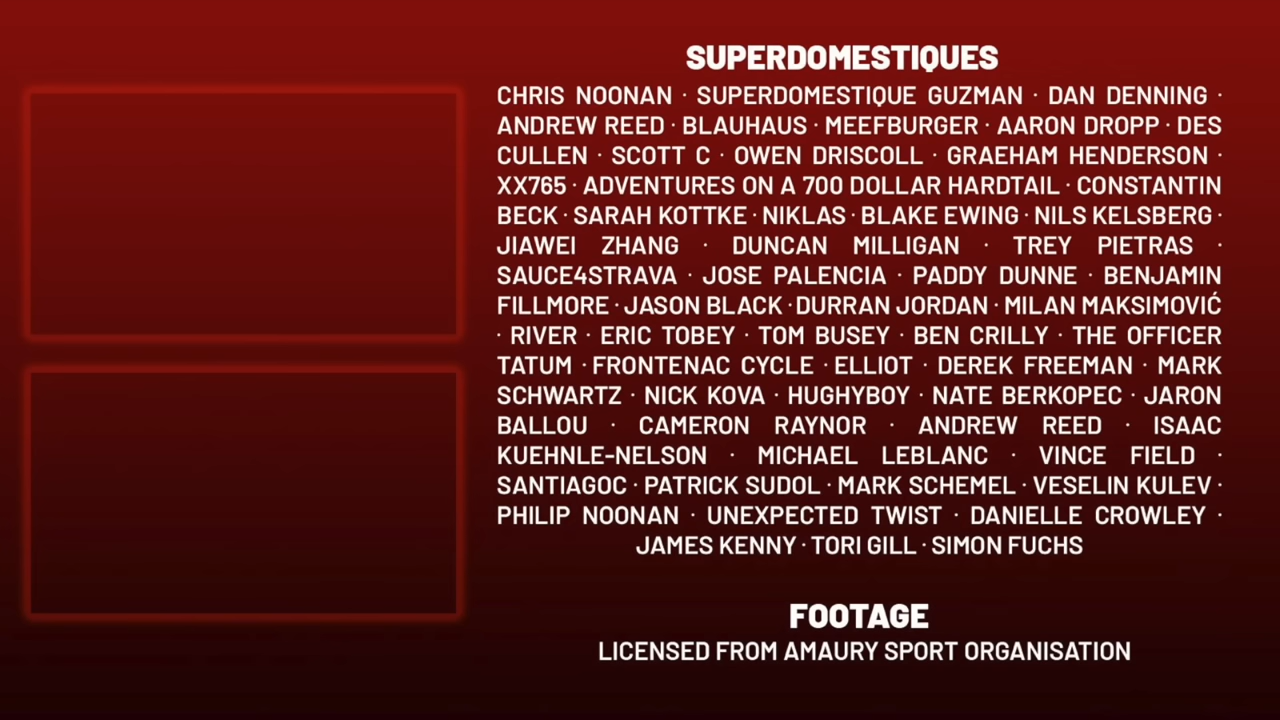 SUPERDOMESTIQUES
CHRIS NOONAN · SUPERDOMESTIQUE GUZMAN · DAN DENNING ·
ANDREW REED · BLAUHAUS · MEEFBURGER · AARON DROPP · DES
CULLEN · SCOTT C · OWEN DRISCOLL · GRAEHAM HENDERSON ·
XX765 · ADVENTURES ON A 700 DOLLAR HARDTAIL · CONSTANTIN
BECK · SARAH KOTTKE · NIKLAS · BLAKE EWING · NILS KELSBERG ·
JIAWEI ZHANG · DUNCAN MILLIGAN · TREY PIETRAS ·
SAUCE4STRAVA · JOSE PALENCIA · PADDY DUNNE · BENJAMIN
FILLMORE · JASON BLACK · DURRAN JORDAN · MILAN MAKSIMOVIĆ
· RIVER · ERIC TOBEY · TOM BUSEY · BEN CRILLY · THE OFFICER
TATUM · FRONTENAC CYCLE · ELLIOT · DEREK FREEMAN · MARK
SCHWARTZ · NICK KOVA · HUGHYBOY · NATE BERKOPEC · JARON
BALLOU · CAMERON RAYNOR · ANDREW REED · ISAAC
KUEHNLE-NELSON · MICHAEL LEBLANC · VINCE FIELD ·
SANTIAGOC · PATRICK SUDOL · MARK SCHEMEL · VESELIN KULEV ·
PHILIP NOONAN · UNEXPECTED TWIST · DANIELLE CROWLEY ·
JAMES KENNY · TORI GILL · SIMON FUCHS
FOOTAGE
LICENSED FROM AMAURY SPORT ORGANISATION